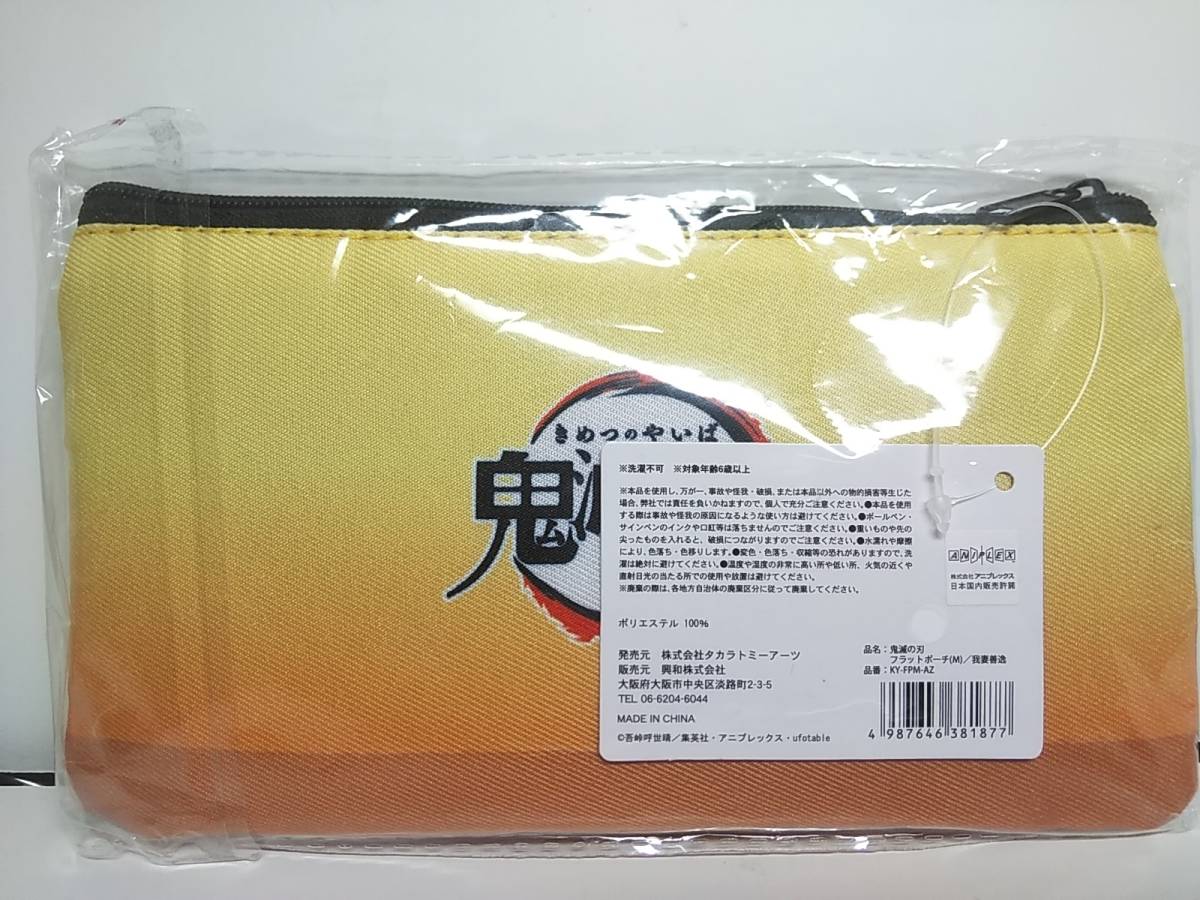 きめつのやいば
鬼滅
※洗濯不可 ※対象年齢6歳以上
※本品を使用し、万が一、事故や怪我・破損、または本品以外への物的損害等生じた
場合、弊社では責任を負いかねますので、個人で充分ご注意ください。●本品を使用
する際は事故や怪我の原因になるような使い方は避けてください。●ボールペン・
サインペンのインクや口紅等は落ちませんのでご注意ください。●重いものや先の
尖ったものを入れると、破損につながりますのでご注意ください。●水濡れや摩擦
により、色落ち・色移りします。●変色・色落ち・収縮等の恐れがありますので、洗
濯は絶対に避けてください。●温度や湿度の非常に高い所や低い所、火気の近くや
直射日光の当たる所での使用や放置は避けてください。
※廃棄の際は、各地方自治体の廃棄区分に従って廃棄してください。
ANIPLEX
株式会社アニプレックス
日本国内販売許諾
ポリエステル 100%
発売元 株式会社タカラトミーアーツ
販売元 興和株式会社
大阪府大阪市中央区淡路町2-3-5
TEL 06-6204-6044
MADE IN CHINA
©吾峠呼世晴／集英社・アニプレックス・ufotable
品名：鬼滅の刃
フラットポーチ(M)／我妻善逸
品番：KY-FPM-AZ
4 987646 381877